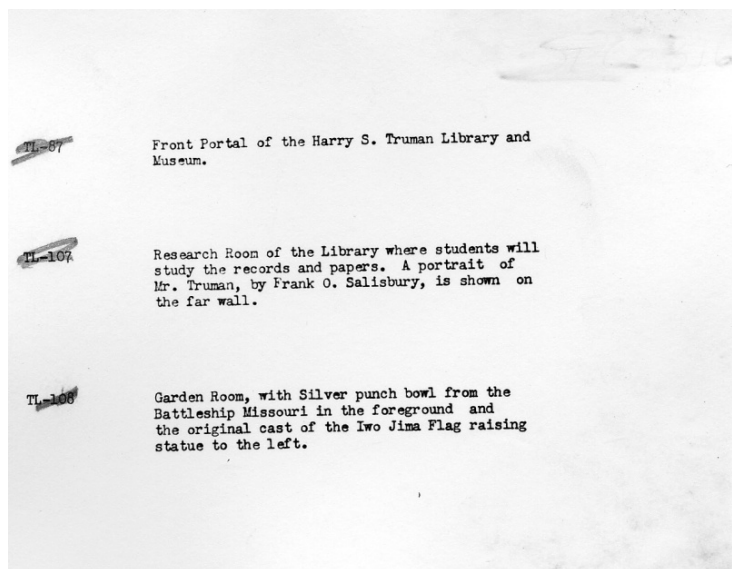 TL-87 Front Portal of the Harry S. Truman Library and
Museum.
TL-107 Research Room of the Library where students will
study the records and papers. A portrait of
Mr. Truman, by Frank O. Salisbury, is shown on
the far wall.
TL-108 Garden Room, with Silver punch bowl from the
Battleship Missouri in the foreground and
the original cast of the Iwo Jima Flag raising
statue to the left.